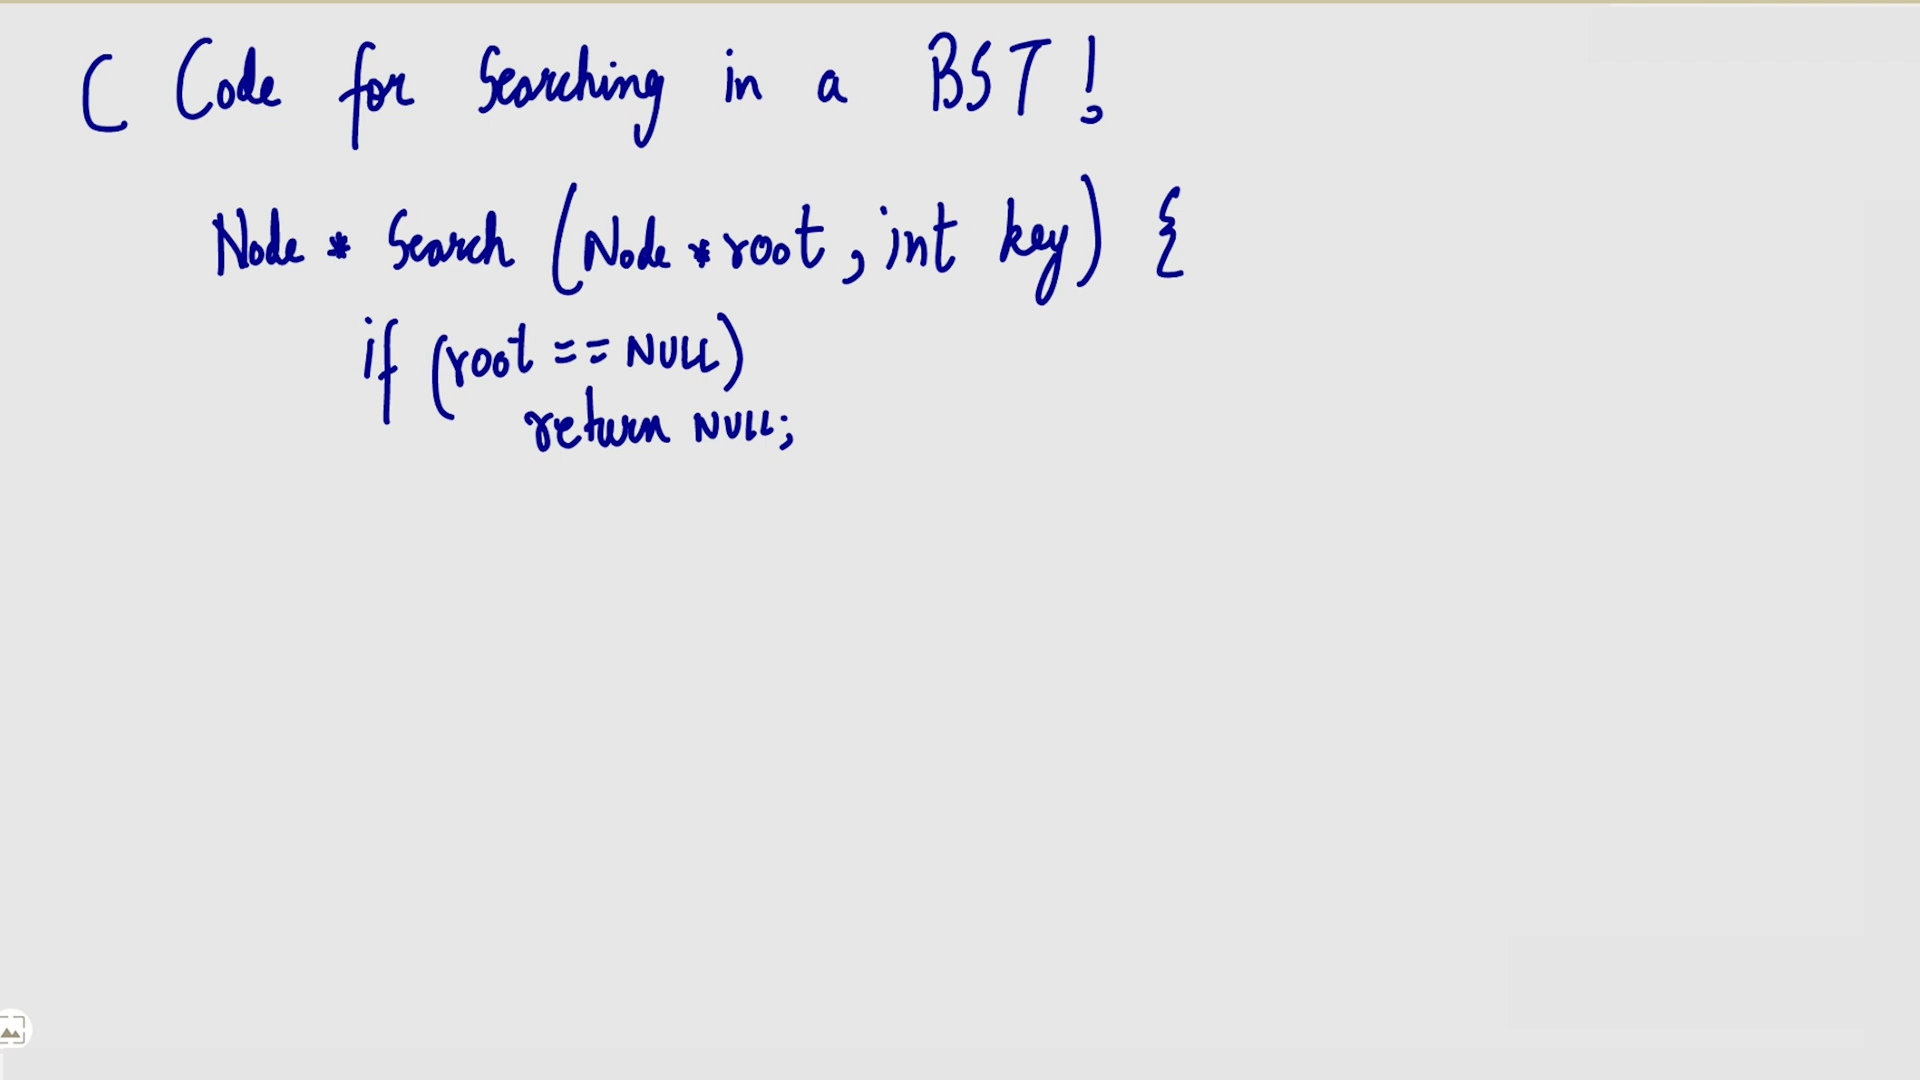 C Code for Searching in a BST!
Node * Search (Node *root, int key) {
if (root == NULL)
return NULL;